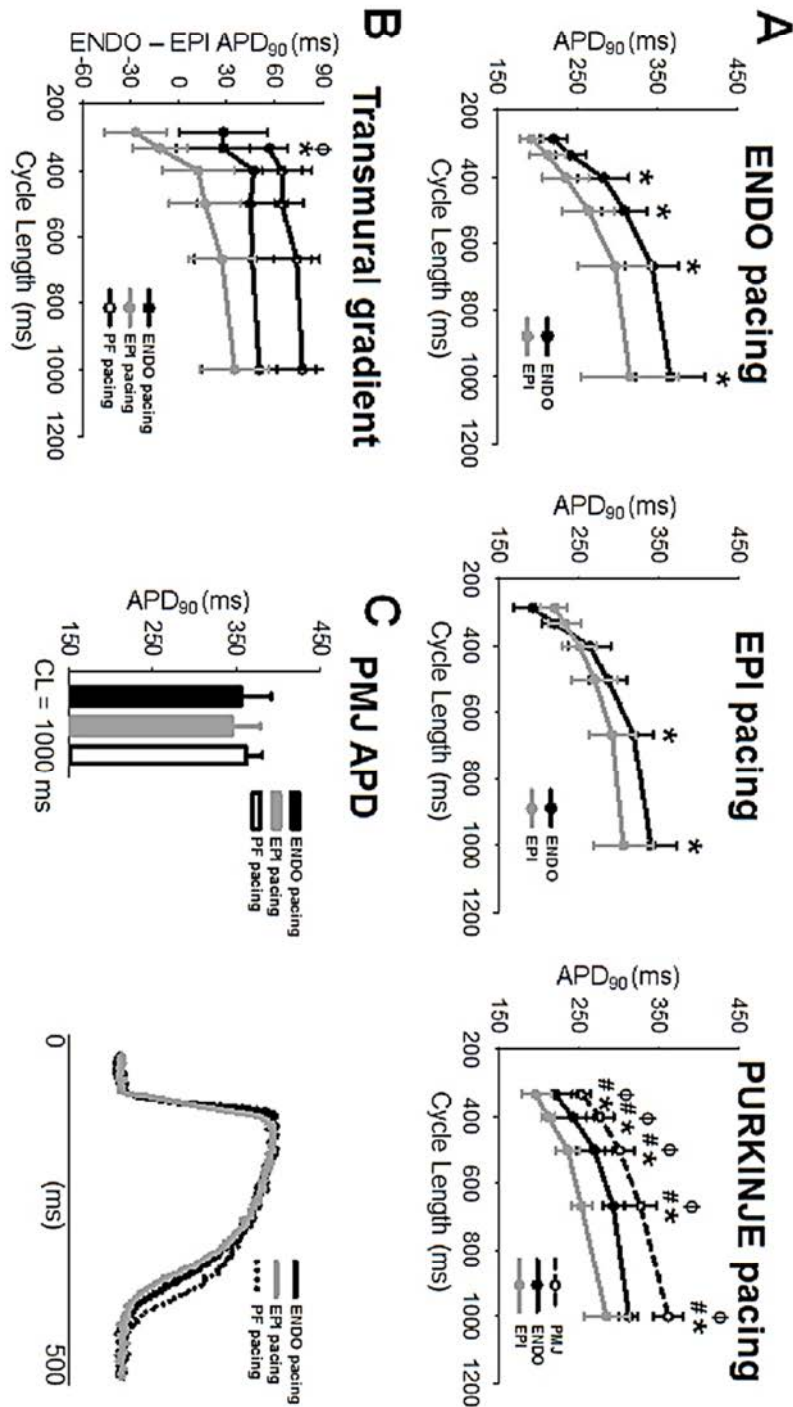 A
ENDO pacing
APD90 (ms)
450
350
250
150
200 400 600 800 1000 1200
Cycle Length (ms)
* * * *
ENDO
EPI
EPI pacing
APD90 (ms)
450
350
250
150
200 400 600 800 1000 1200
Cycle Length (ms)
* *
ENDO
EPI
PURKINJE pacing
APD90 (ms)
450
350
250
150
200 400 600 800 1000 1200
Cycle Length (ms)
ϕ ϕ ϕ ϕ
#* #* #* #* #*
PMJ
ENDO
EPI
B
Transmural gradient
ENDO – EPI APD90 (ms)
90
60
30
0
-30
-60
200 400 600 800 1000 1200
Cycle Length (ms)
*ϕ
ENDO pacing
EPI pacing
PF pacing
C
PMJ APD
APD90 (ms)
450
350
250
150
CL = 1000 ms
ENDO pacing
EPI pacing
PF pacing
ENDO pacing
EPI pacing
PF pacing
0 500
(ms)